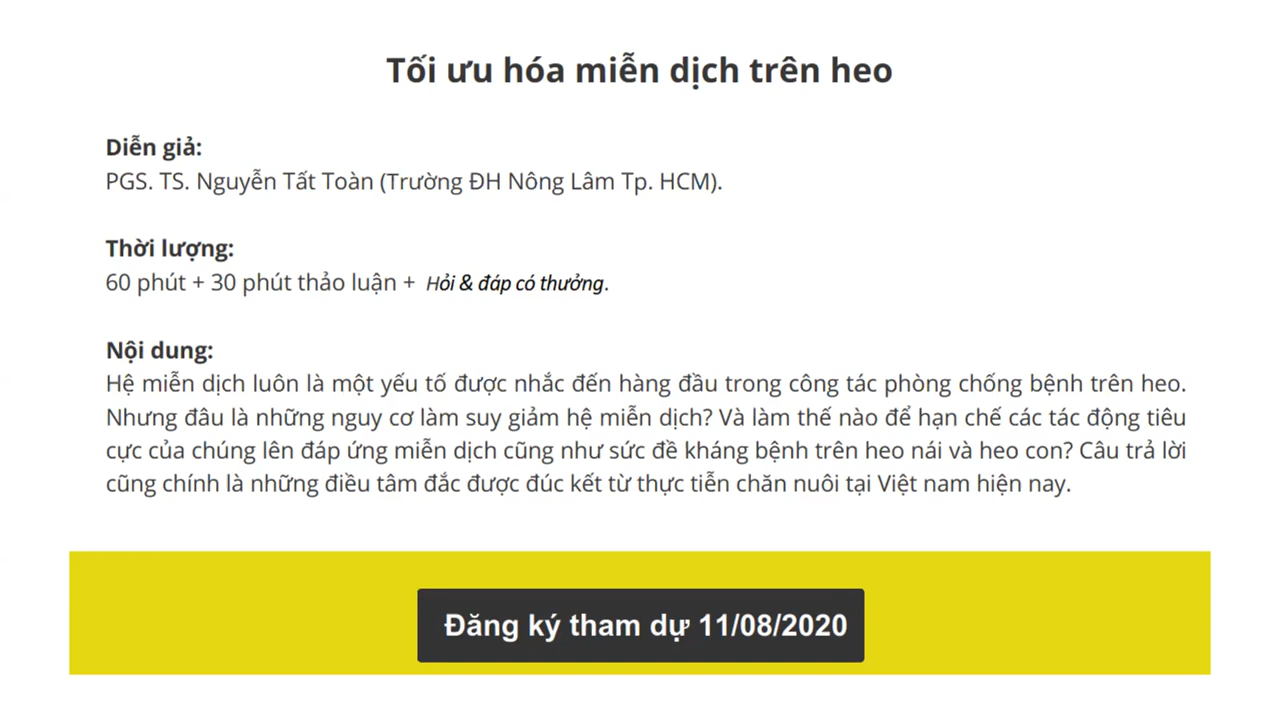 Tối ưu hóa miễn dịch trên heo
Diễn giả:
PGS. TS. Nguyễn Tất Toàn (Trường ĐH Nông Lâm Tp. HCM).
Thời lượng:
60 phút + 30 phút thảo luận + Hỏi & đáp có thưởng.
Nội dung:
Hệ miễn dịch luôn là một yếu tố được nhắc đến hàng đầu trong công tác phòng chống bệnh trên heo.
Nhưng đâu là những nguy cơ làm suy giảm hệ miễn dịch? Và làm thế nào để hạn chế các tác động tiêu
cực của chúng lên đáp ứng miễn dịch cũng như sức đề kháng bệnh trên heo nái và heo con? Câu trả lời
cũng chính là những điều tâm đắc được đúc kết từ thực tiễn chăn nuôi tại Việt nam hiện nay.
Đăng ký tham dự 11/08/2020